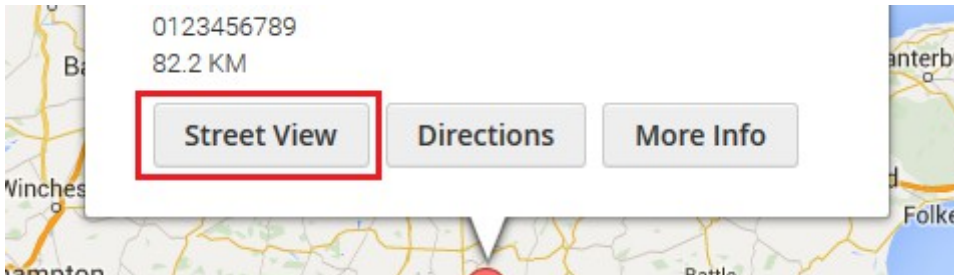 0123456789
82.2 KM
Street View
Directions
More Info